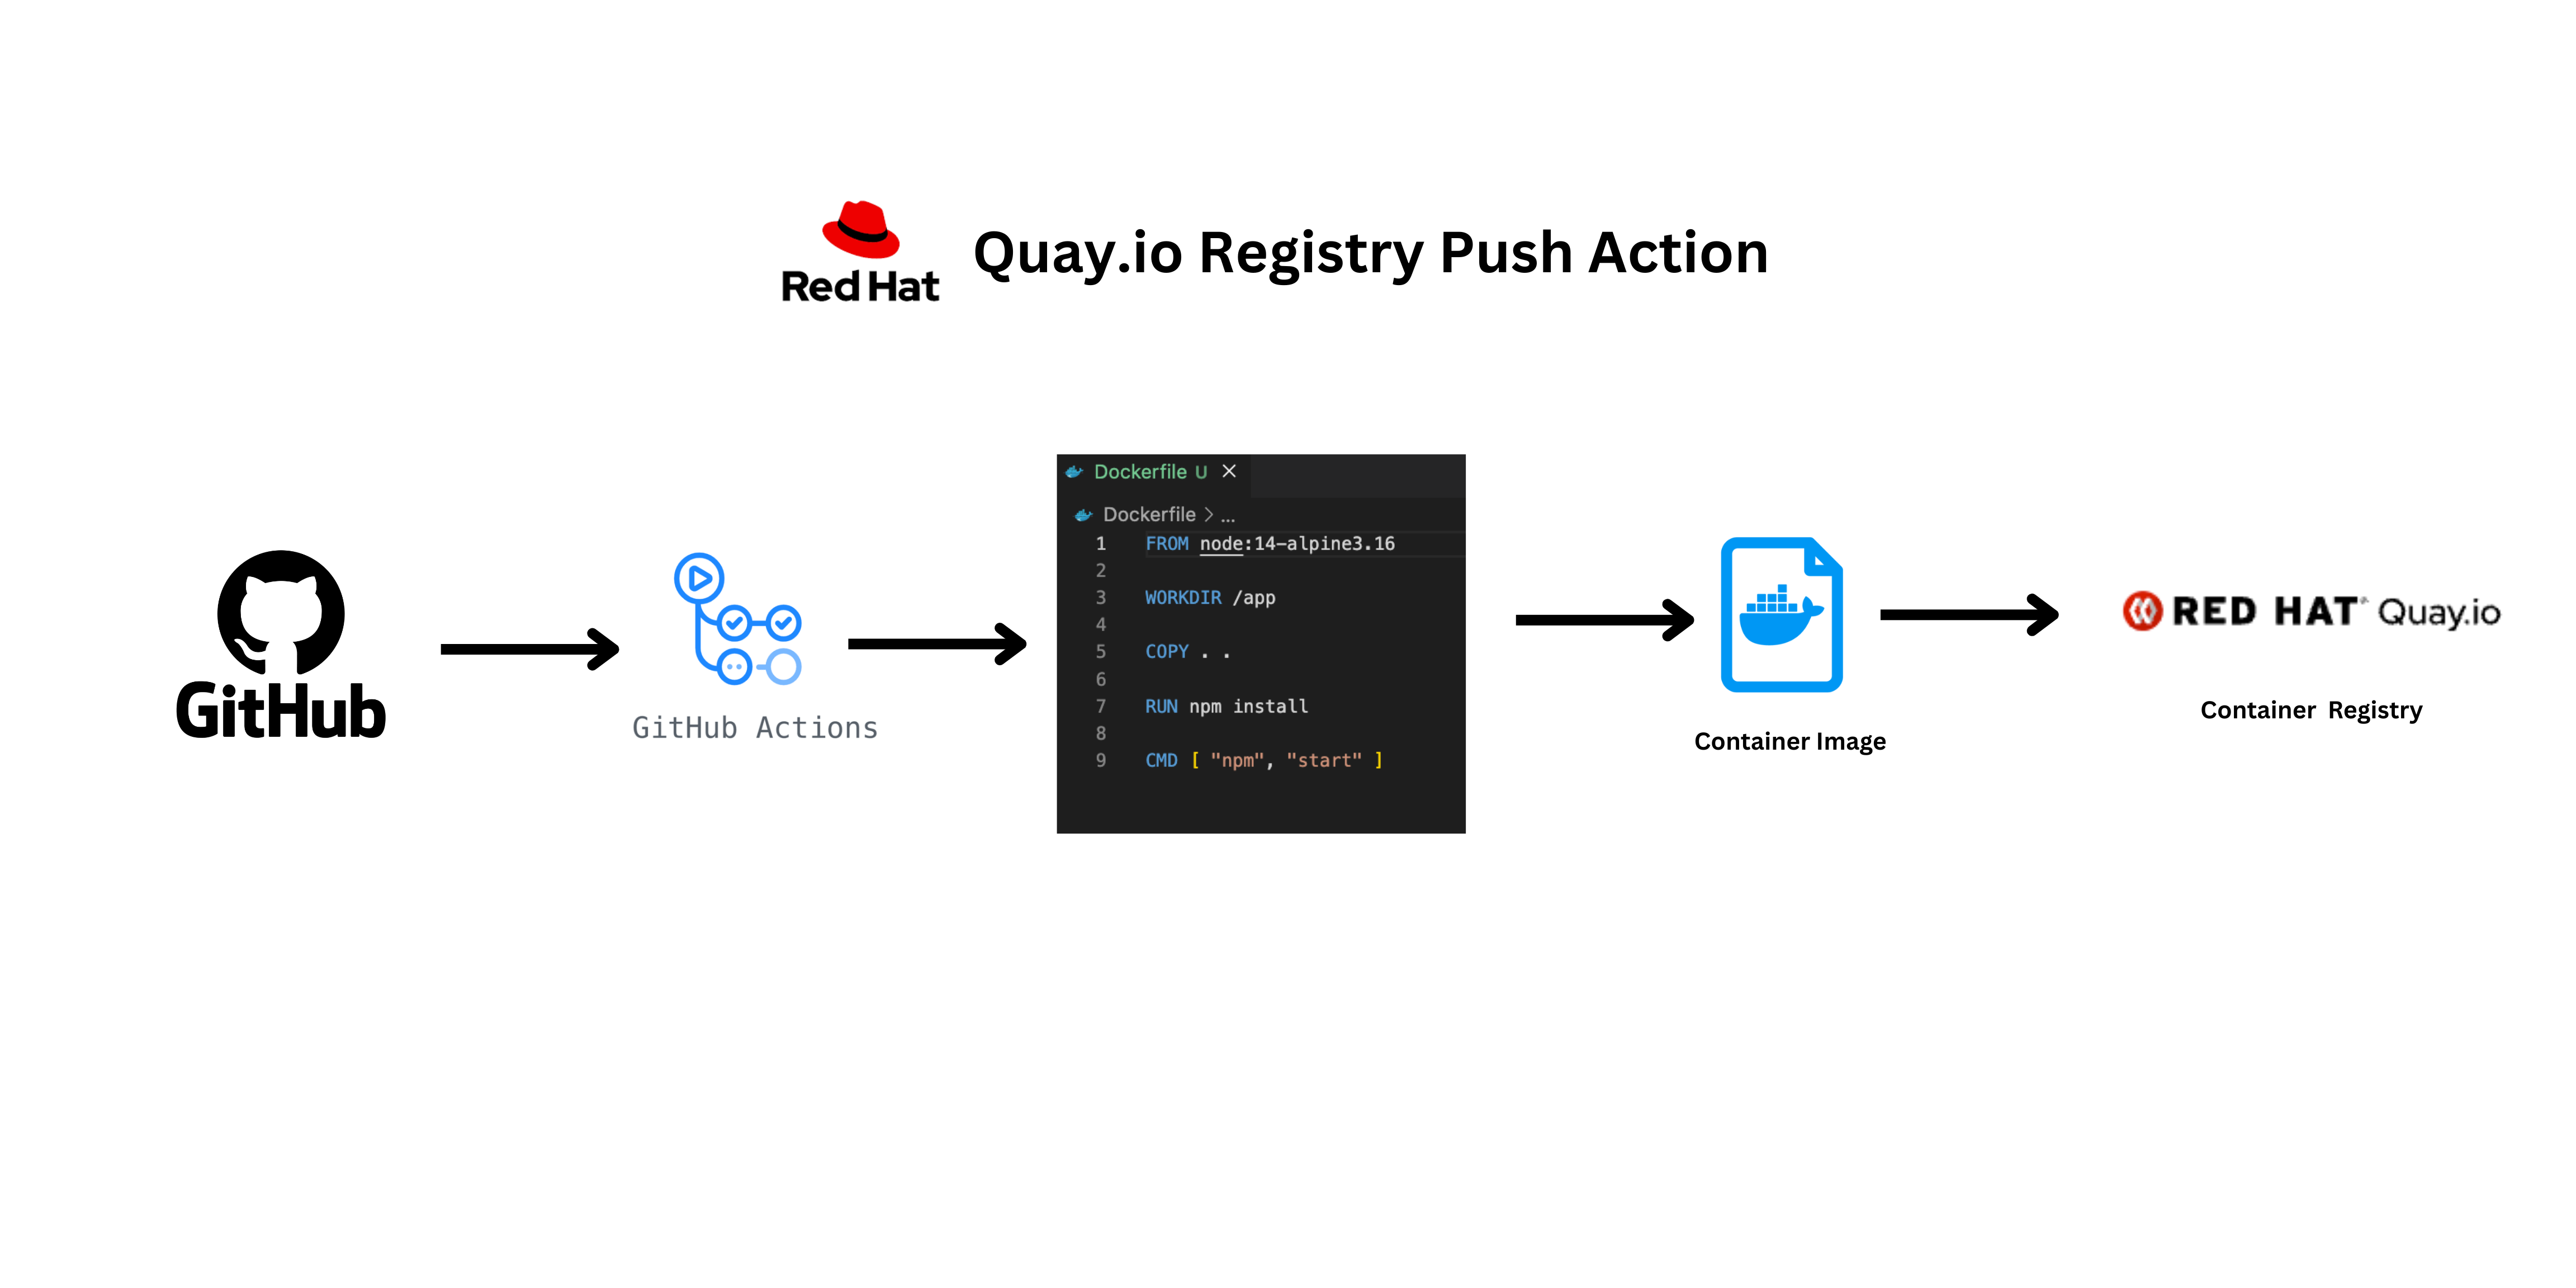 Red Hat
Quay.io Registry Push Action
GitHub
GitHub Actions
Dockerfile U
Dockerfile > ...
1 FROM node:14-alpine3.16
2
3 WORKDIR /app
4
5 COPY . .
6
7 RUN npm install
8
9 CMD [ "npm", "start" ]
Container Image
RED HAT Quay.io
Container Registry